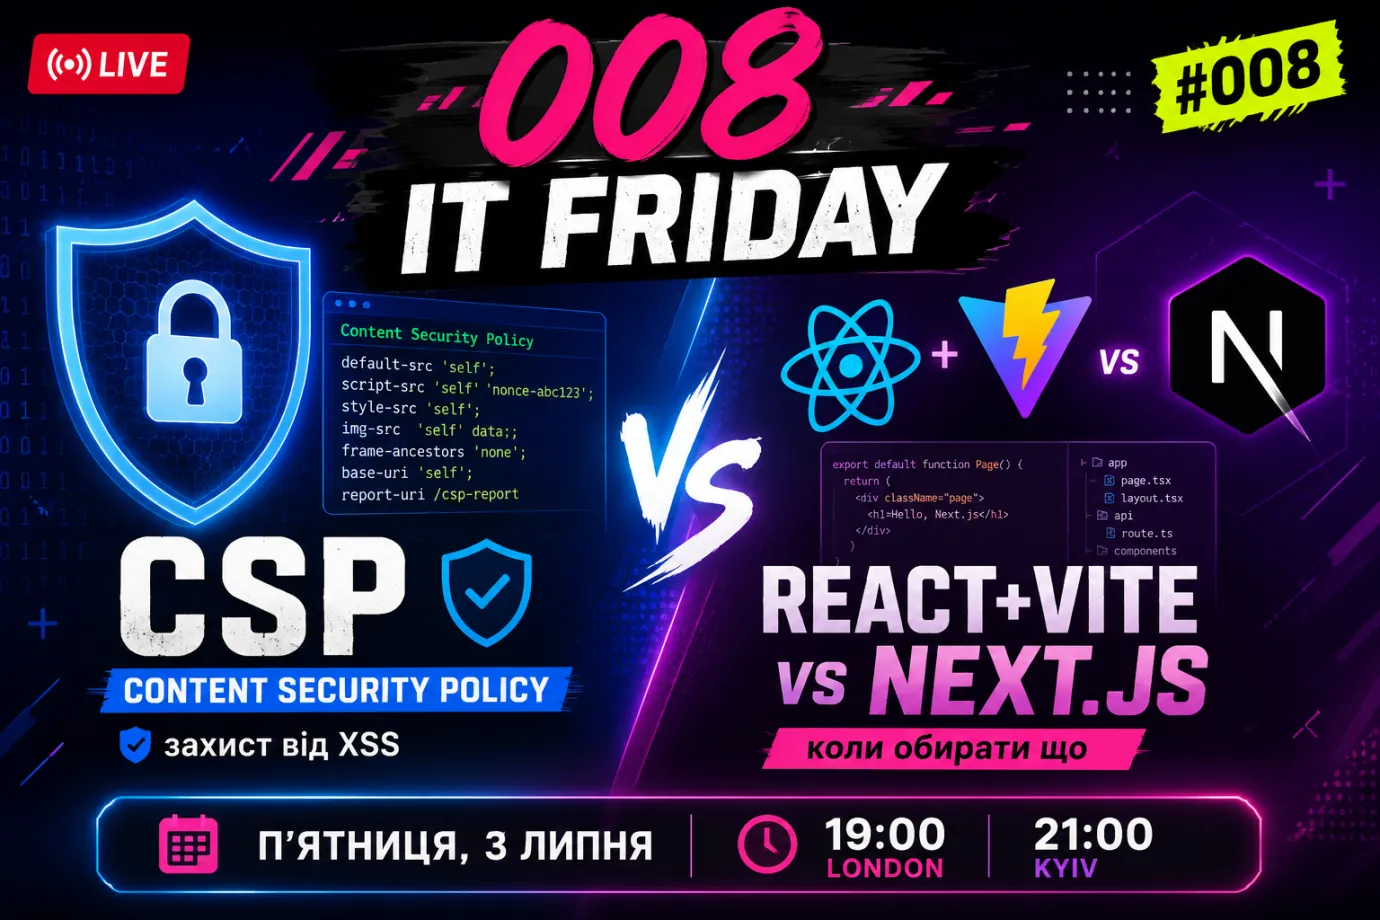 LIVE
008
#008
IT FRIDAY
Content Security Policy
default-src 'self';
script-src 'self' 'nonce-abc123';
style-src 'self';
img-src 'self' data;;
frame-ancestors 'none';
base-uri 'self';
report-uri /csp-report
VS
CSP
CONTENT SECURITY POLICY
захист від XSS
+ VS N
export default function Page() {
return (
<div className="page">
<h1=Hello, Next.js</h1>
</div>
)
}
app
page.tsx
layout.tsx
api
route.ts
components
REACT+VITE
VS NEXT.JS
коли обирати що
П'ЯТНИЦЯ, 3 ЛИПНЯ
19:00
LONDON
21:00
KYIV